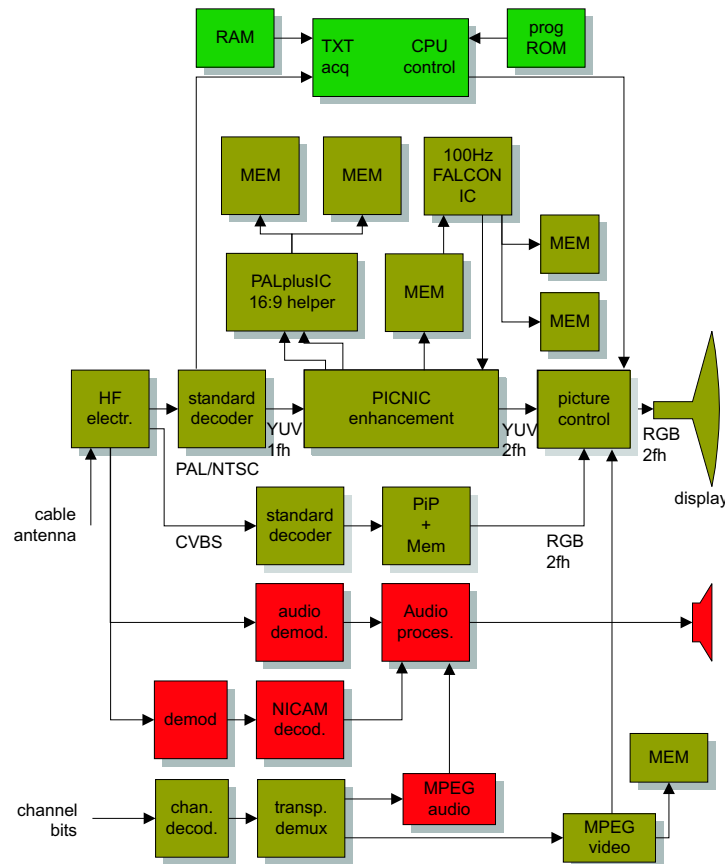 RAM
TXT
acq
CPU
control
prog
ROM
MEM
MEM
100Hz
FALCON
IC
MEM
PALplusIC
16:9 helper
MEM
MEM
HF
electr.
standard
decoder
PICNIC
enhancement
picture
control
YUV
1fh
YUV
2fh
RGB
2fh
PAL/NTSC
display
cable
antenna
CVBS
standard
decoder
PiP
+
Mem
RGB
2fh
audio
demod.
Audio
proces.
demod
NICAM
decod.
MEM
channel
bits
chan.
decod.
transp.
demux
MPEG
audio
MPEG
video